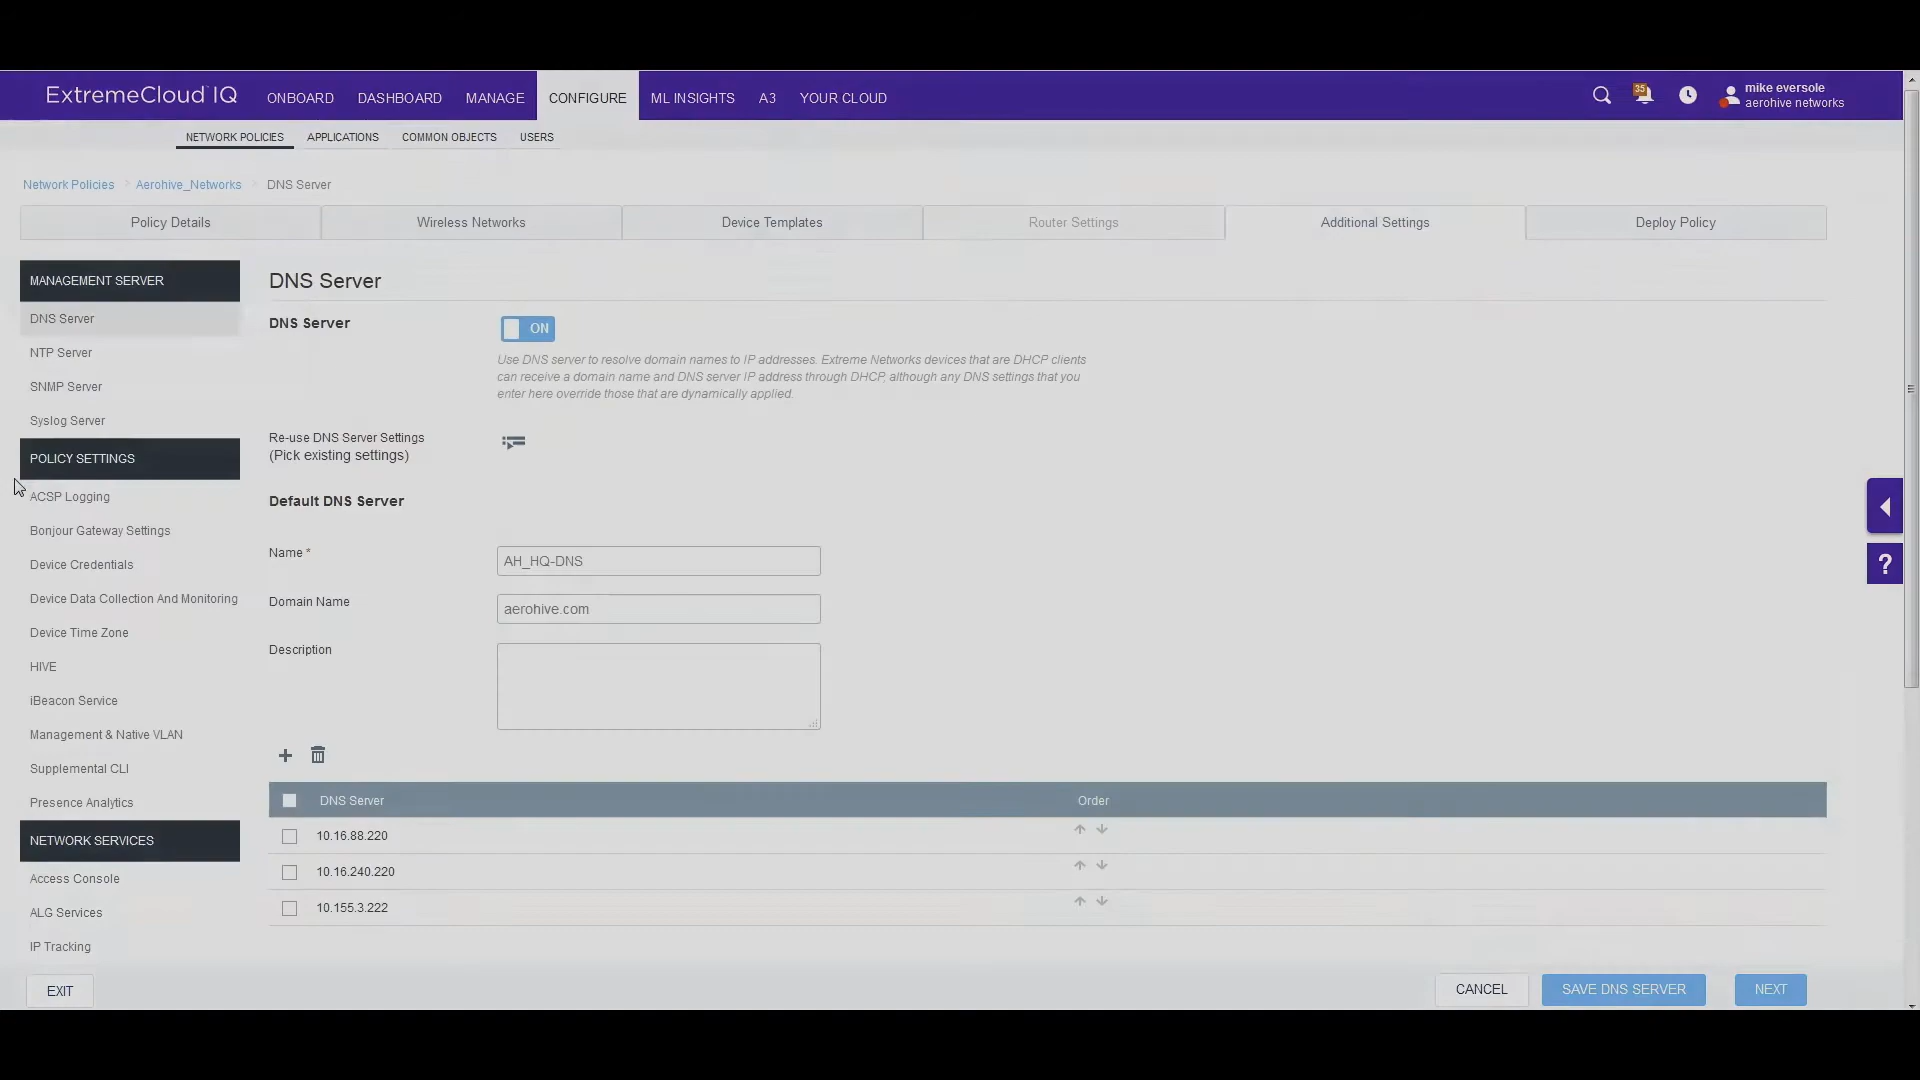 ExtremeCloud IQ ONBOARD DASHBOARD MANAGE CONFIGURE ML INSIGHTS A3 YOUR CLOUD 35 mike eversole
aerohive networks
NETWORK POLICIES APPLICATIONS COMMON OBJECTS USERS
Network Policies Aerohive_Networks DNS Server
Policy Details Wireless Networks Device Templates Router Settings Additional Settings Deploy Policy
MANAGEMENT SERVER
DNS Server
NTP Server
SNMP Server
Syslog Server
POLICY SETTINGS
ACSP Logging
Bonjour Gateway Settings
Device Credentials
Device Data Collection And Monitoring
Device Time Zone
HIVE
iBeacon Service
Management & Native VLAN
Supplemental CLI
Presence Analytics
NETWORK SERVICES
Access Console
ALG Services
IP Tracking
DNS Server
DNS Server ON
Use DNS server to resolve domain names to IP addresses. Extreme Networks devices that are DHCP clients
can receive a domain name and DNS server IP address through DHCP, although any DNS settings that you
enter here override those that are dynamically applied.
Re-use DNS Server Settings
(Pick existing settings)
Default DNS Server
Name * AH_HQ-DNS
Domain Name aerohive.com
Description
DNS Server Order
10.16.88.220
10.16.240.220
10.155.3.222
?
EXIT CANCEL SAVE DNS SERVER NEXT